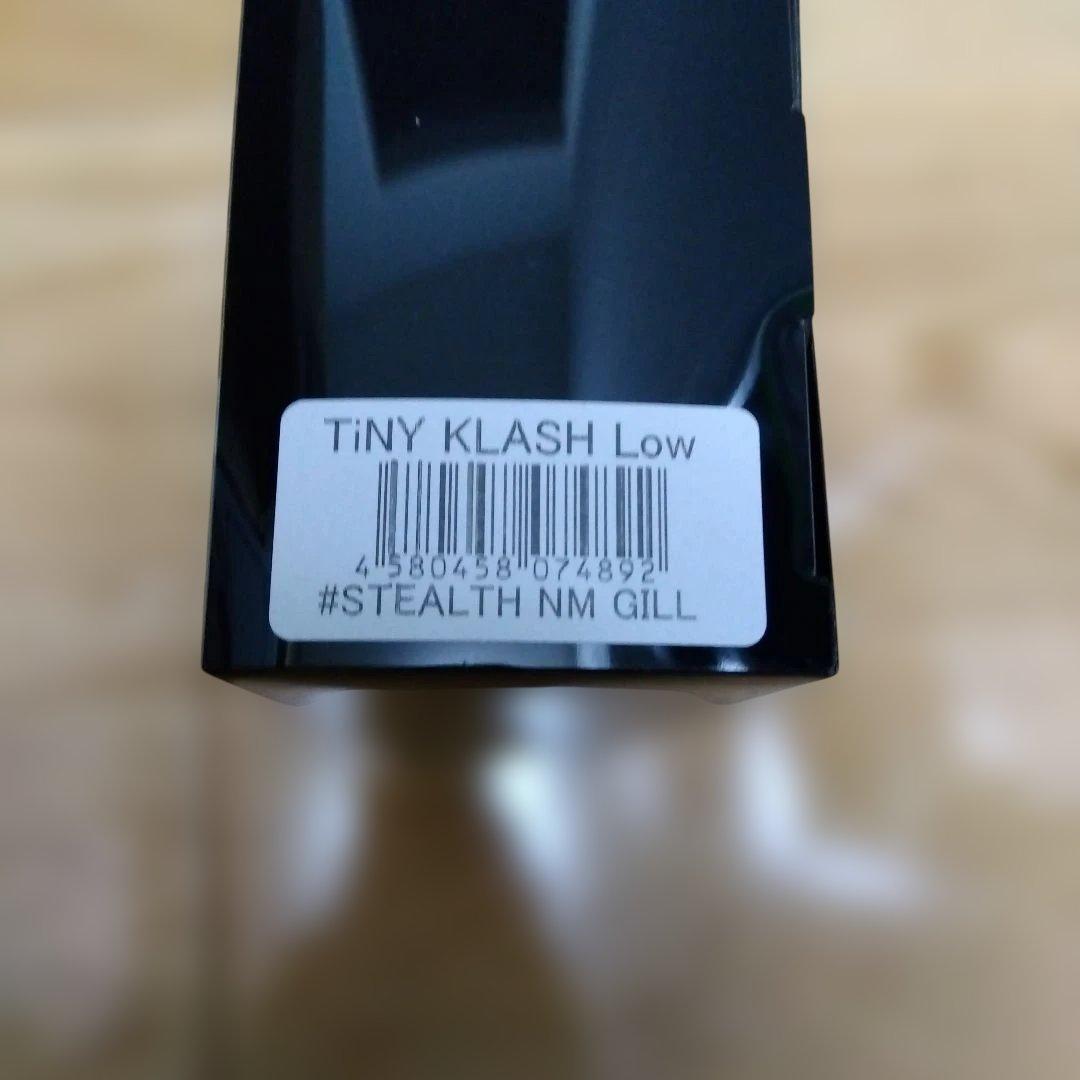 TiNY KLASH Low
4 580458 074892
#STEALTH NM GILL